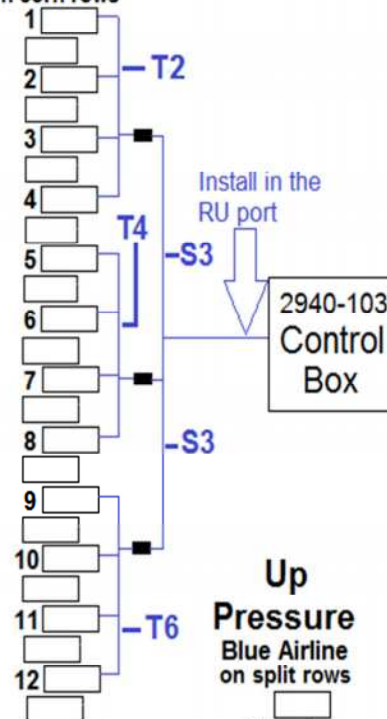 1
T2
2
3
Install in the
RU port
4
T4
5
S3
6
2940-103
Control
Box
7
8
S3
9
10
Up
Pressure
11
T6
Blue Airline
on split rows
12